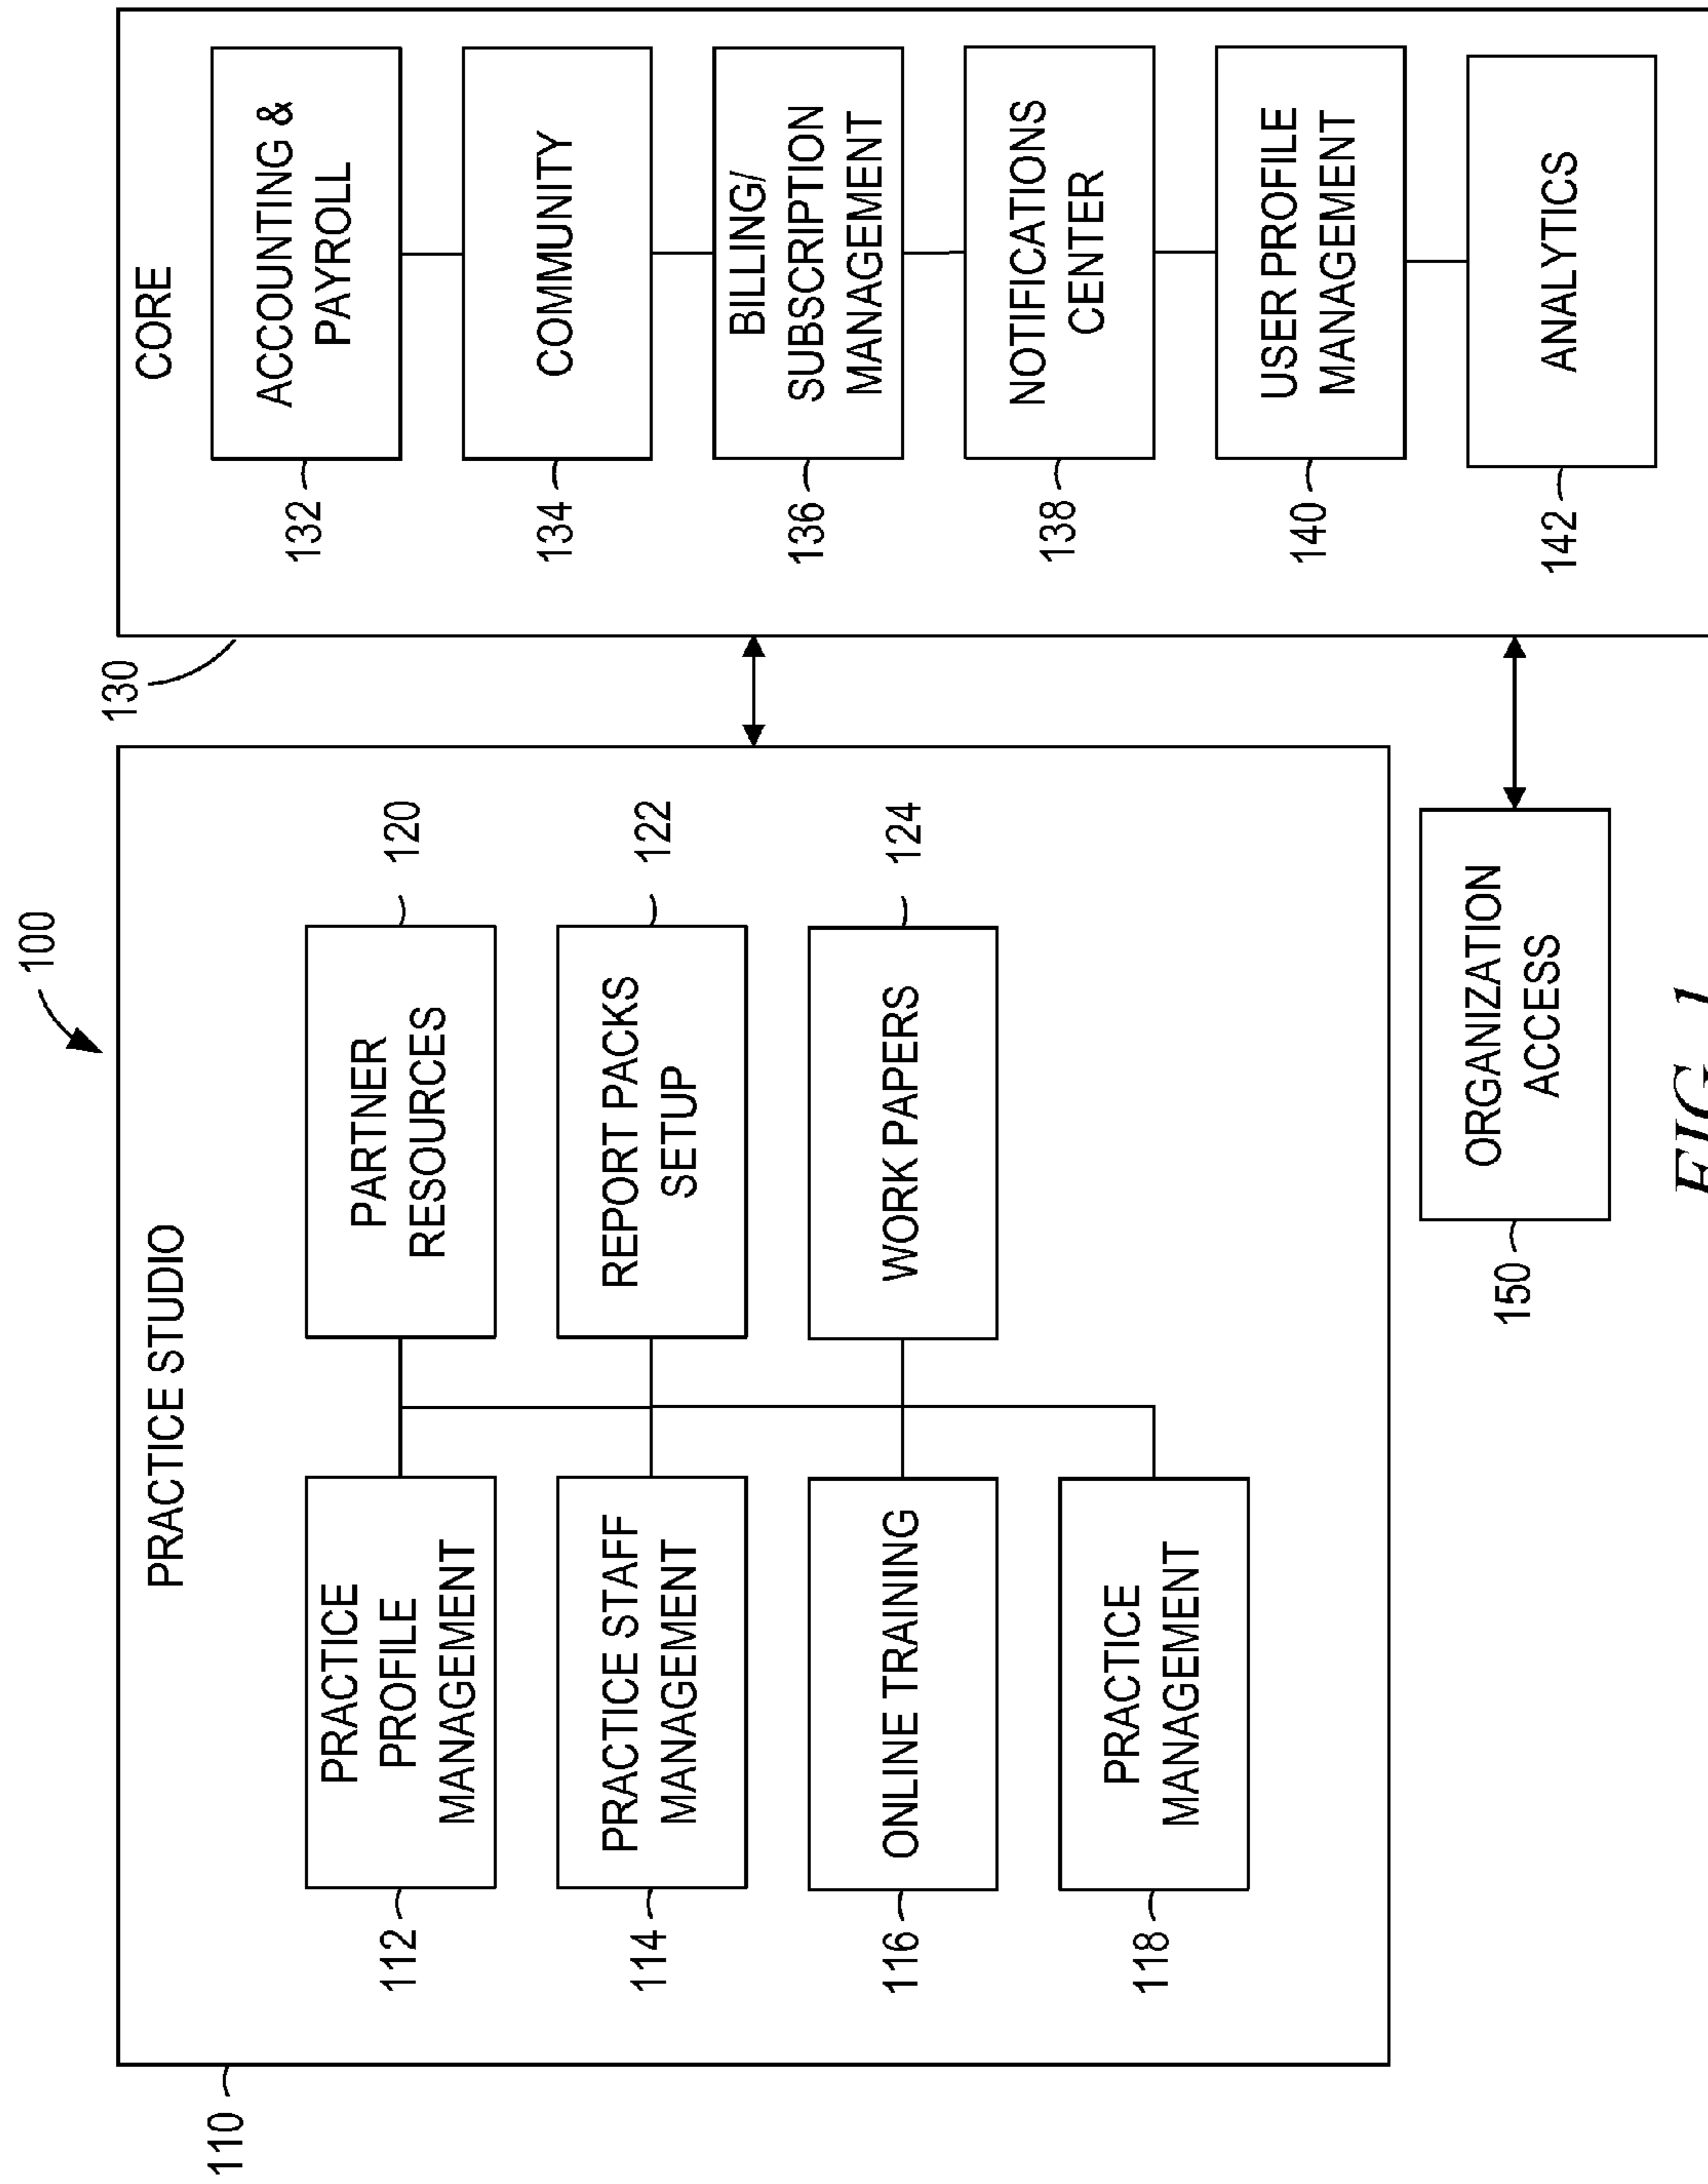 100
110
PRACTICE STUDIO
112
PRACTICE
PROFILE
MANAGEMENT
114
PRACTICE STAFF
MANAGEMENT
116
ONLINE TRAINING
118
PRACTICE
MANAGEMENT
PARTNER
RESOURCES
120
REPORT PACKS
SETUP
122
WORK PAPERS
124
130
CORE
132
ACCOUNTING &
PAYROLL
134
COMMUNITY
136
BILLING/
SUBSCRIPTION
MANAGEMENT
138
NOTIFICATIONS
CENTER
140
USER PROFILE
MANAGEMENT
142
ANALYTICS
150
ORGANIZATION
ACCESS
FIG. 1